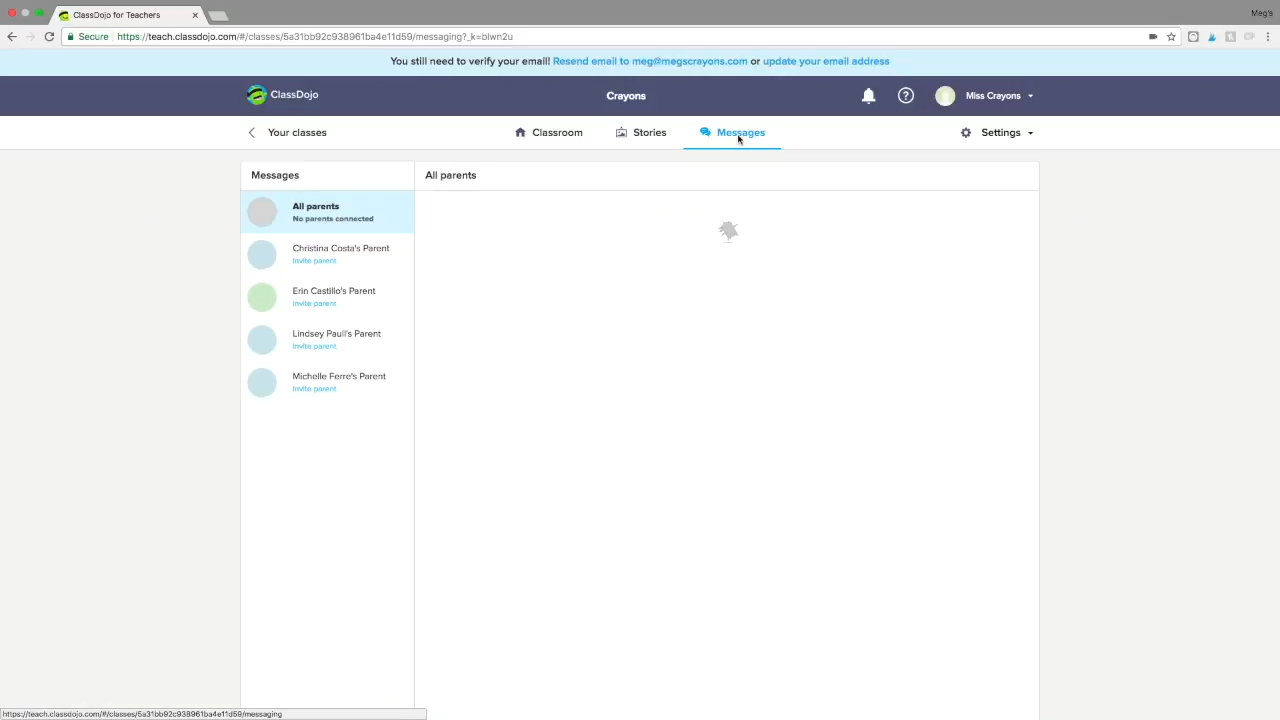 ClassDojo for Teachers
Meg's
Secure https://teach.classdojo.com/#/classes/5a31bb92c938961ba4e11d59/messaging?_k=blwn2u
You still need to verify your email! Resend email to meg@megscrayons.com or update your email address
ClassDojo
Crayons
Miss Crayons
Your classes
Classroom
Stories
Messages
Settings
Messages
All parents
All parents
No parents connected
Christina Costa's Parent
Invite parent
Erin Castillo's Parent
Invite parent
Lindsey Paull's Parent
Invite parent
Michelle Ferre's Parent
Invite parent
https://teach.classdojo.com/#/classes/5a31bb92c938961ba4e11d59/messaging